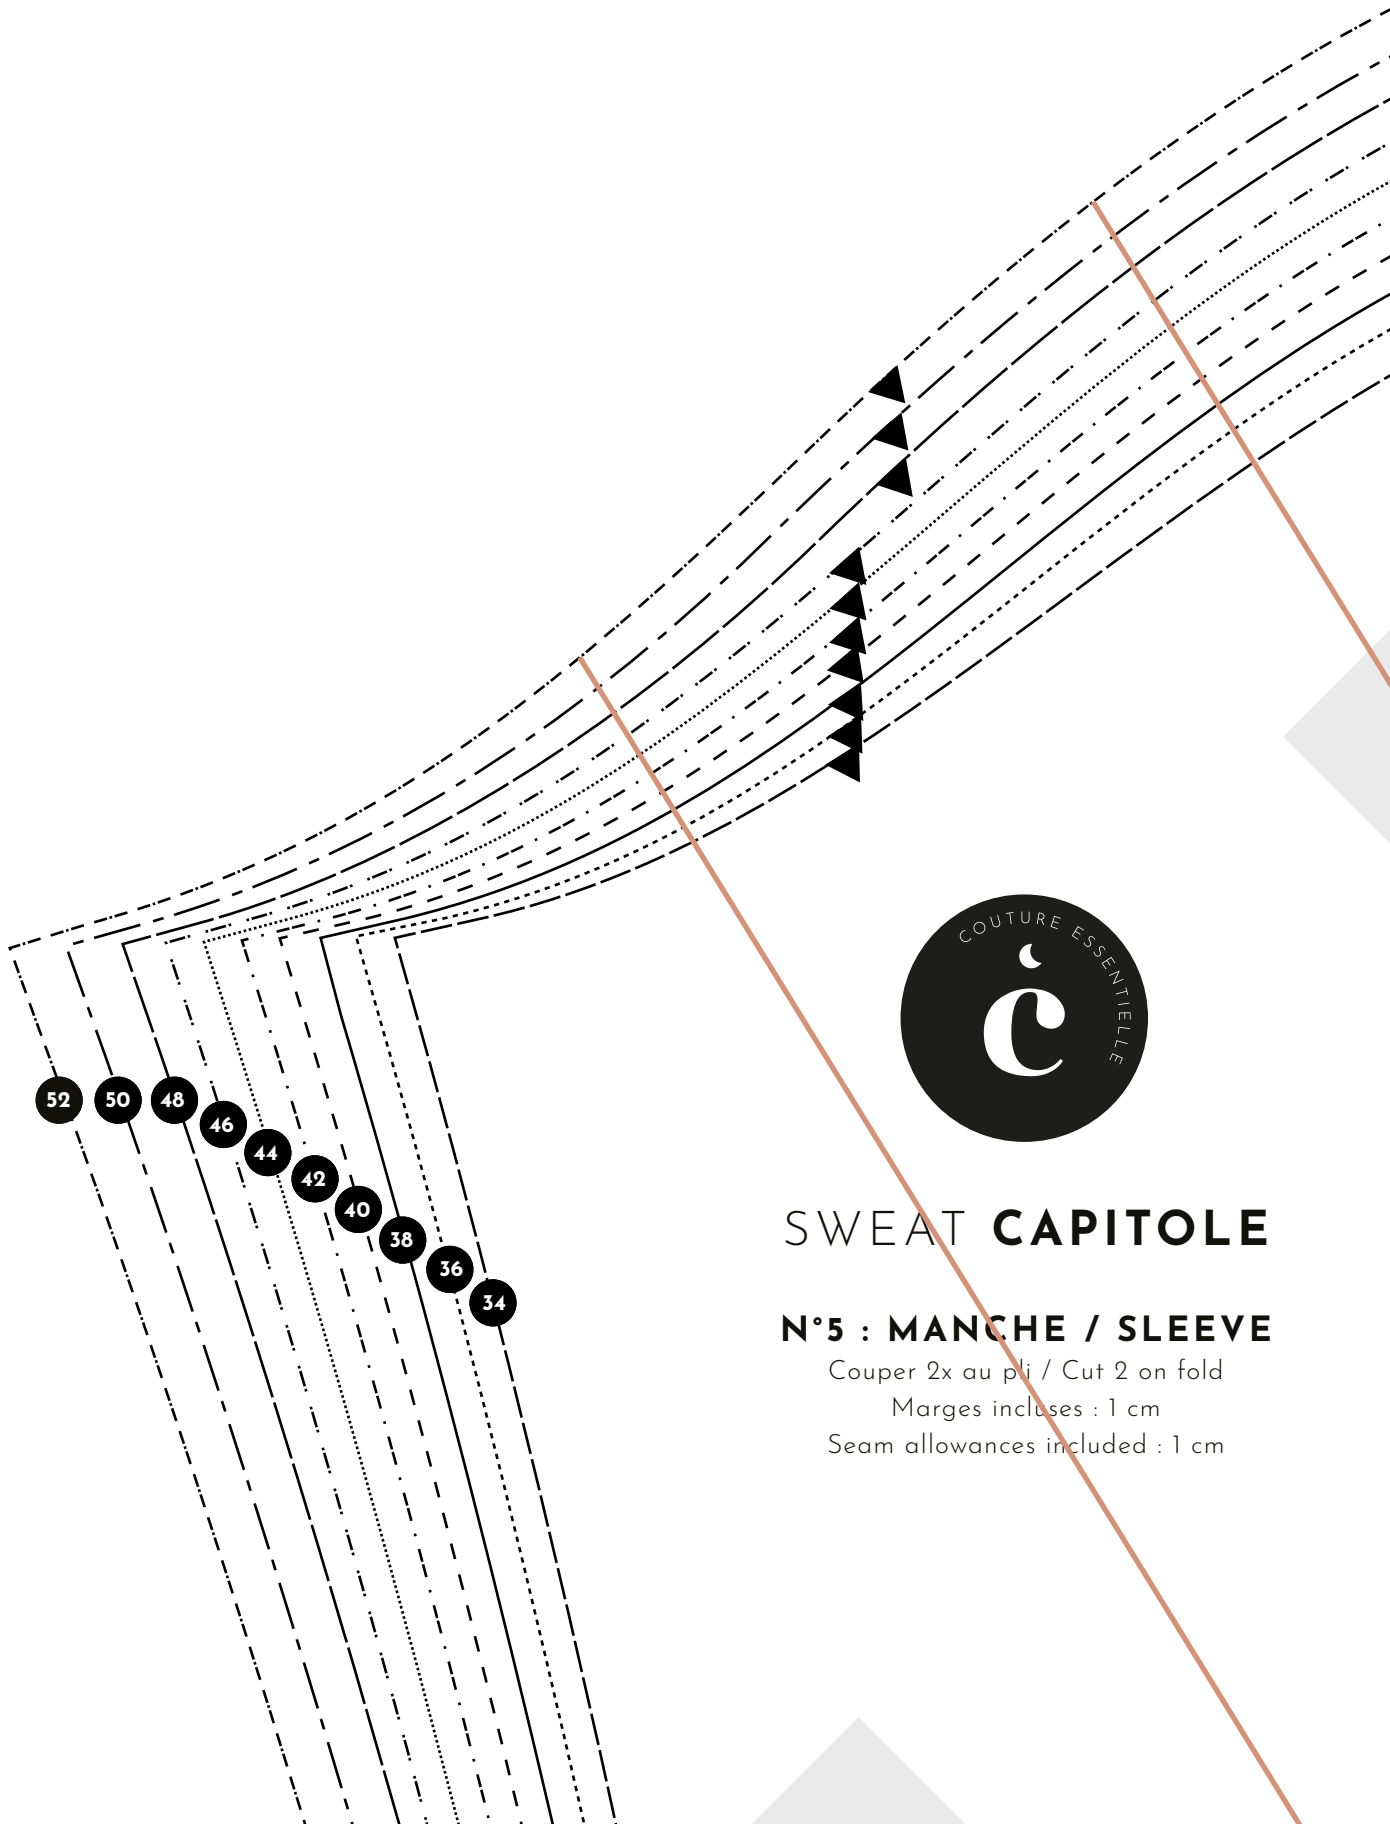 COUTURE ESSENTIELLE
c
52
50
48
46
44
42
40
38
36
34
SWEAT CAPITOLE
N°5 : MANCHE / SLEEVE
Couper 2x au pli / Cut 2 on fold
Marges incluses : 1 cm
Seam allowances included : 1 cm